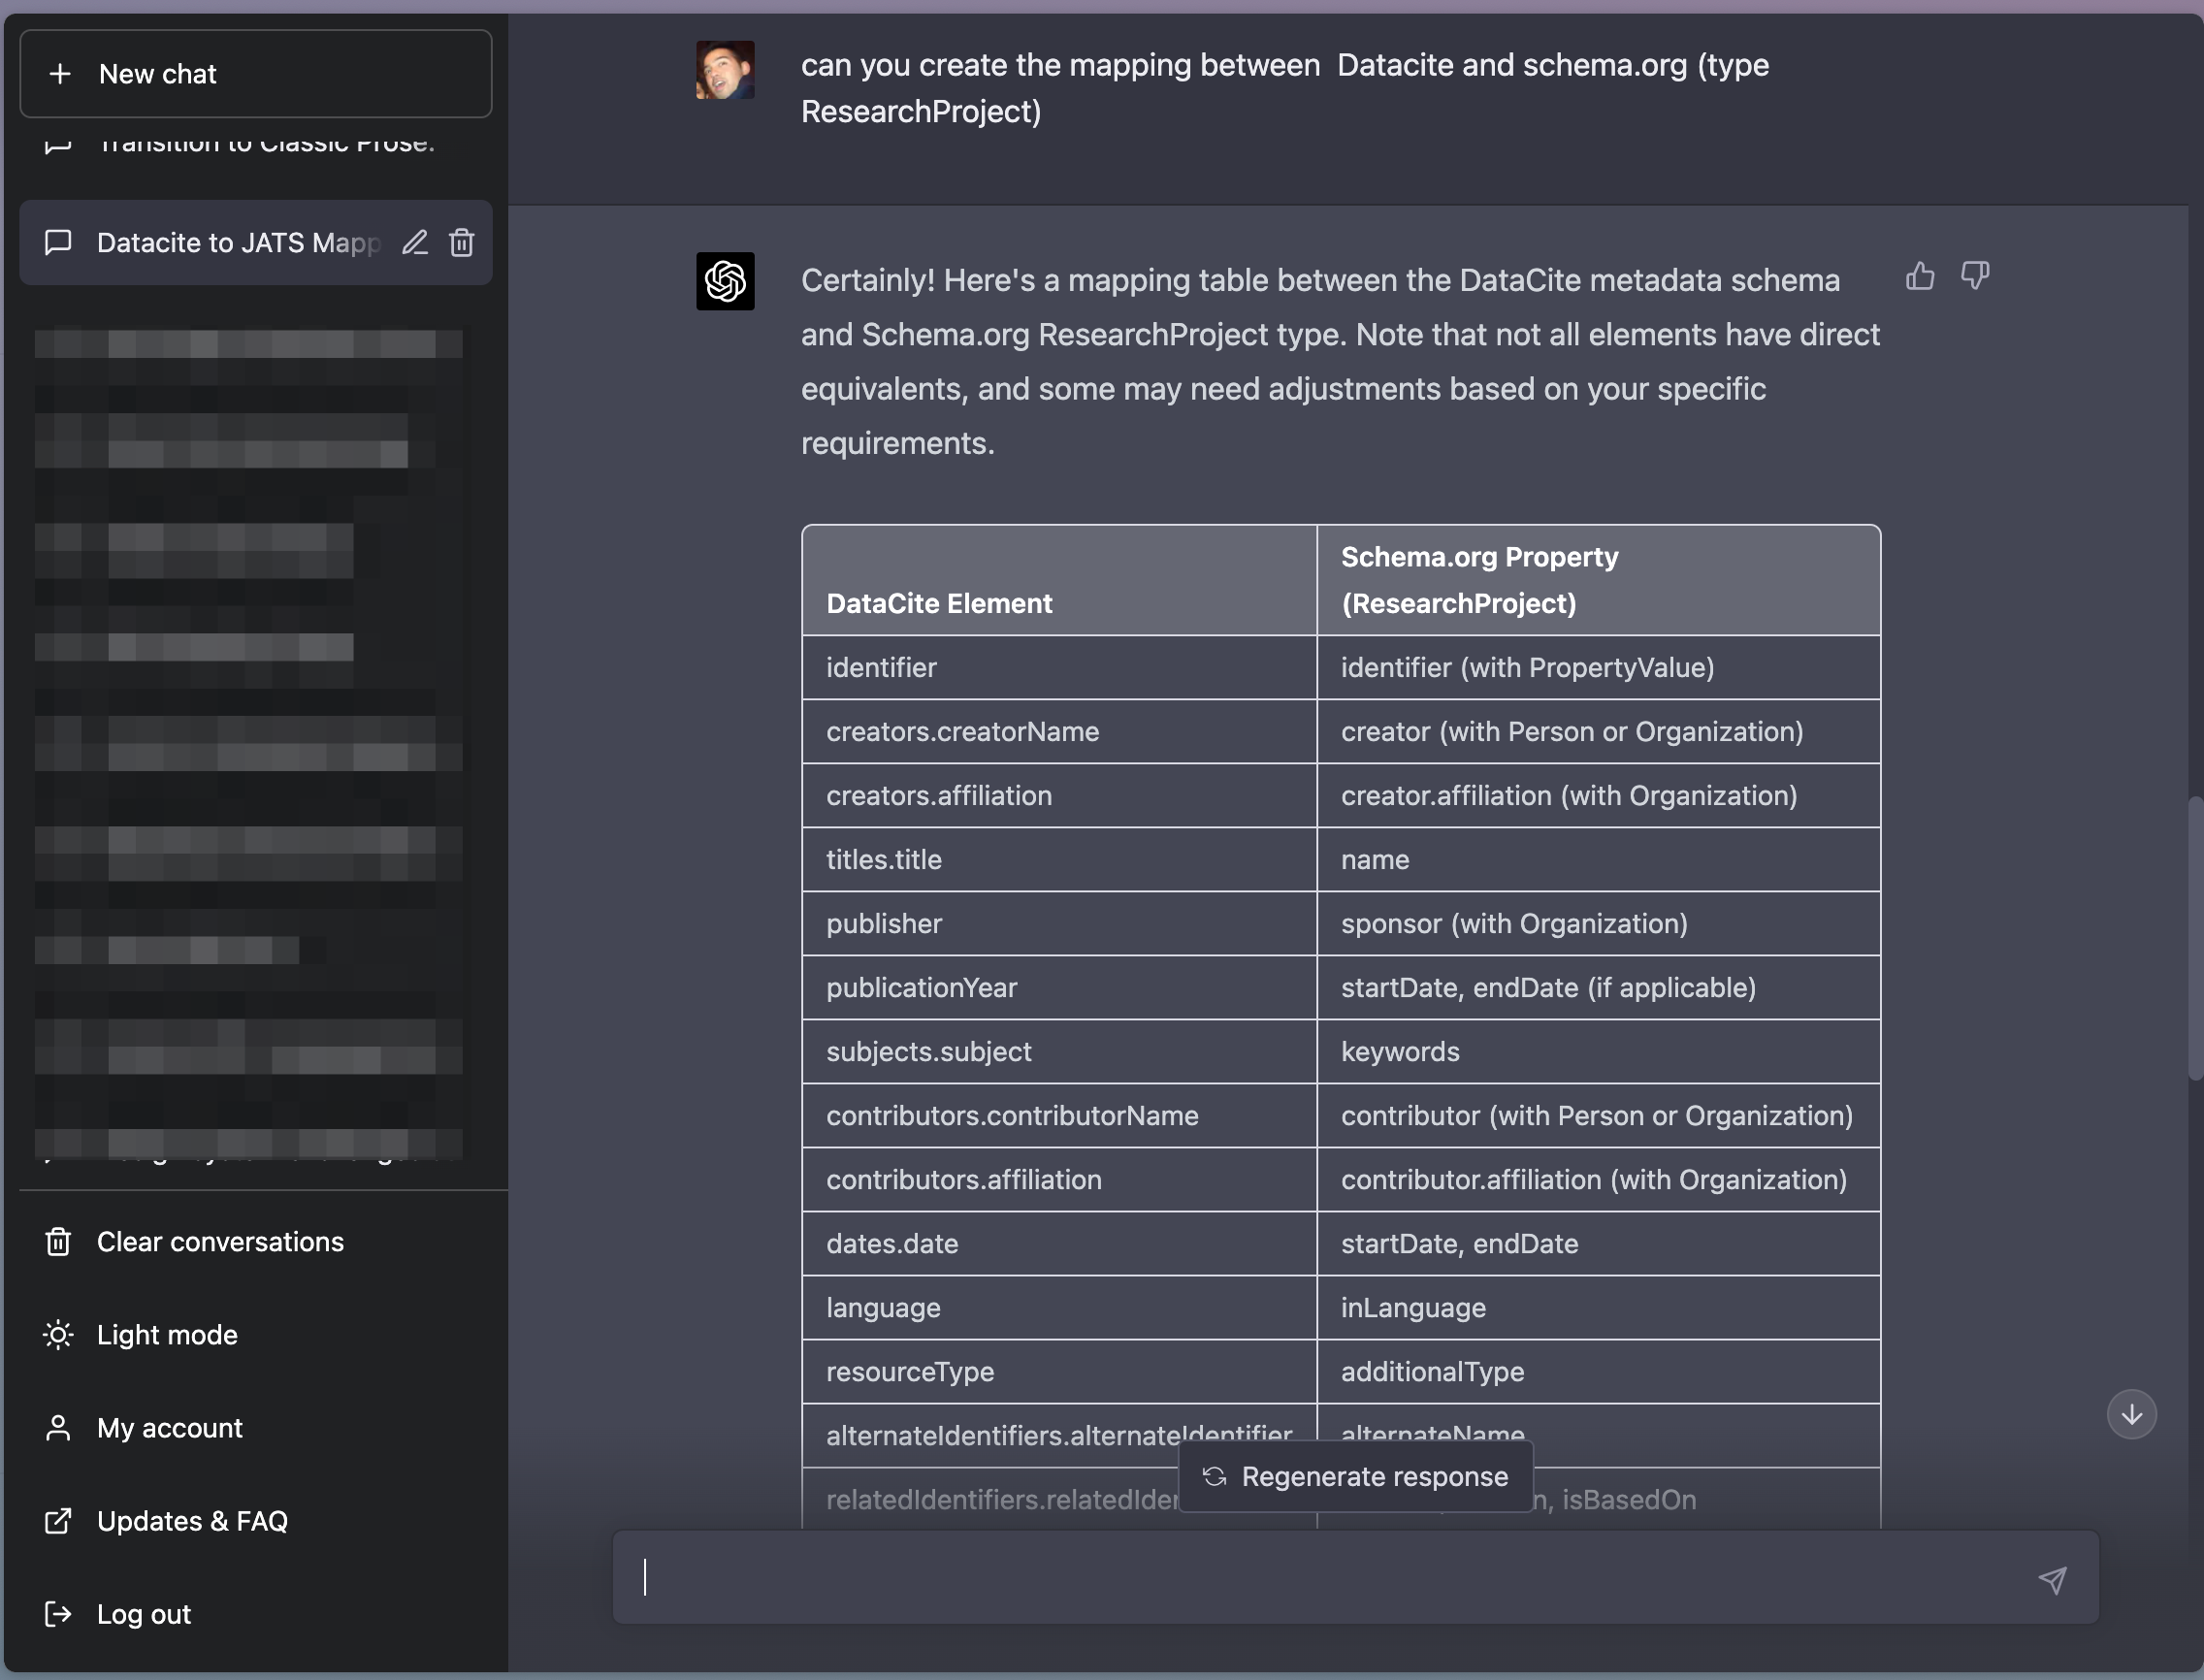 New chat
Transition to Classic Prose.
Datacite to JATS Mapp
Clear conversations
Light mode
My account
Updates & FAQ
Log out
can you create the mapping between  Datacite and schema.org (type
ResearchProject)
Certainly! Here's a mapping table between the DataCite metadata schema
and Schema.org ResearchProject type. Note that not all elements have direct
equivalents, and some may need adjustments based on your specific
requirements.
DataCite Element Schema.org Property (ResearchProject)
identifier identifier (with PropertyValue)
creators.creatorName creator (with Person or Organization)
creators.affiliation creator.affiliation (with Organization)
titles.title name
publisher sponsor (with Organization)
publicationYear startDate, endDate (if applicable)
subjects.subject keywords
contributors.contributorName contributor (with Person or Organization)
contributors.affiliation contributor.affiliation (with Organization)
dates.date startDate, endDate
language inLanguage
resourceType additionalType
alternateIdentifiers.alternateIdentifier alternateName
relatedIdentifiers.relatedIder n, isBasedOn
Regenerate response